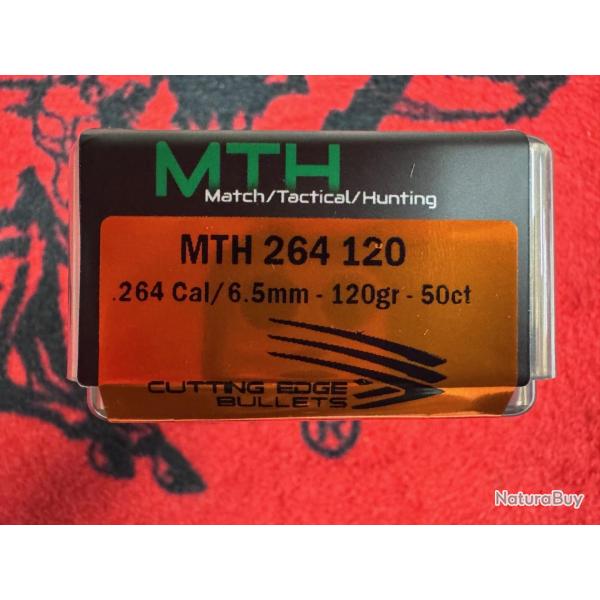 MTH
Match/Tactical/Hunting
MTH 264 120
.264 Cal/6.5mm - 120gr - 50ct
CUTTING EDGE
BULLETS
NaturaBuy